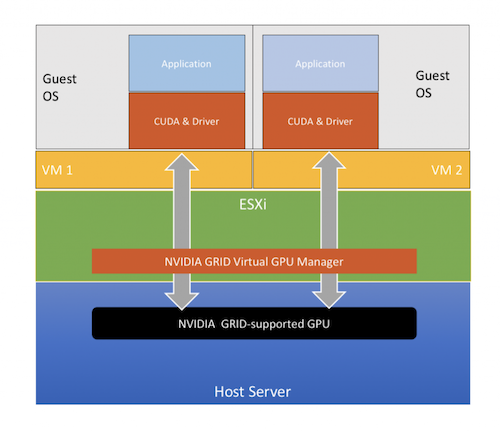 Guest
OS
Application
CUDA & Driver
Application
CUDA & Driver
Guest
OS
VM 1
VM 2
ESXi
NVIDIA GRID Virtual GPU Manager
NVIDIA GRID-supported GPU
Host Server